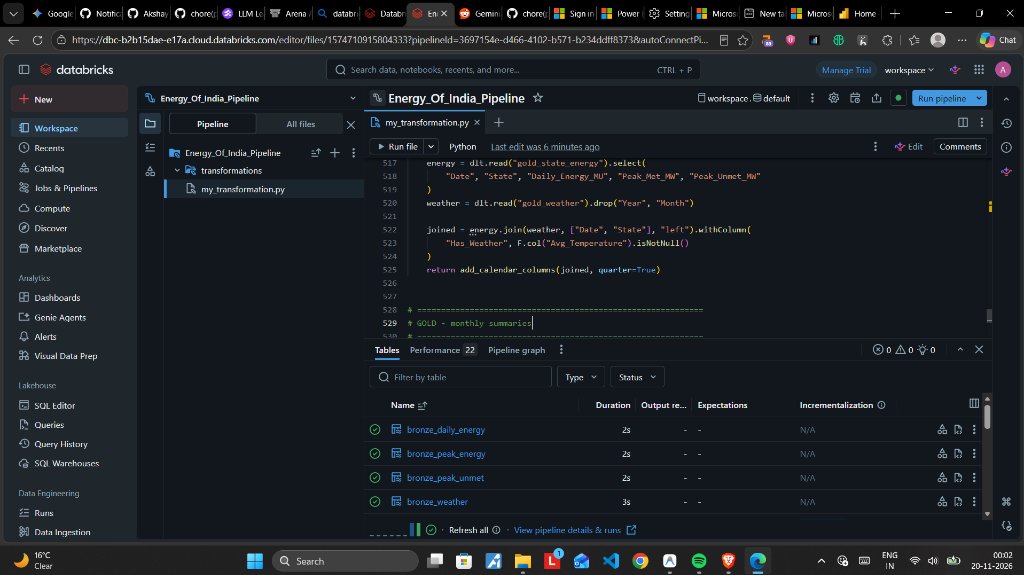 Googl
Notific
Akshay
chore(
LLM Le
Arena
databri
Datab
En
Gemin
chore(
Sign in
Power
Setting
Micros
New ta
Micros
Home
https://dbc-b2b15dae-e17a.cloud.databricks.com/editor/files/1574710915804333?pipelineId=3697154e-d466-4102-b571-b234ddff8373&autoConnectPi...
Chat
databricks
Search data, notebooks, recents, and more...
CTRL + P
Manage Trial
workspace
A
New
Workspace
Recents
Catalog
Jobs & Pipelines
Compute
Discover
Marketplace
Analytics
Dashboards
Genie Agents
Alerts
Visual Data Prep
Lakehouse
SQL Editor
Queries
Query History
SQL Warehouses
Data Engineering
Runs
Data Ingestion
Energy_Of_India_Pipeline
Pipeline
All files
Energy_Of_India_Pipeline
transformations
my_transformation.py
Energy_Of_India_Pipeline
workspace.
default
Run pipeline
my_transformation.py
Run file
Python
Last edit was 6 minutes ago
Edit
Comments
517 energy = dlt.read("gold_state_energy").select(
518 "Date", "State", "Daily_Energy_MU", "Peak_Met_MW", "Peak_Unmet_MW"
519 )
520 weather = dlt.read("gold_weather").drop("Year", "Month")
521
522 joined = energy.join(weather, ["Date", "State"], "left").withColumn(
523 "Has_Weather", F.col("Avg_Temperature").isNotNull()
524 )
525 return add_calendar_columns(joined, quarter=True)
526
527
528 # ============================================================
529 # GOLD - monthly summaries
530 # ============================================================
Tables
Performance 22
Pipeline graph
0 0 0
Filter by table
Type
Status
Name Duration Output re... Expectations Incrementalization
bronze_daily_energy 2s - - N/A
bronze_peak_energy 2s - - N/A
bronze_peak_unmet 2s - - N/A
bronze_weather 3s - - N/A
· Refresh all · View pipeline details & runs
16°C
Clear
Search
1
ENG
IN
00:02
20-11-2026